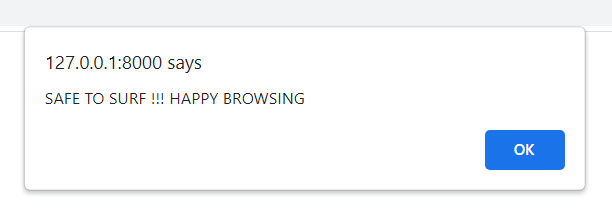 127.0.0.1:8000 says
SAFE TO SURF !!! HAPPY BROWSING
OK